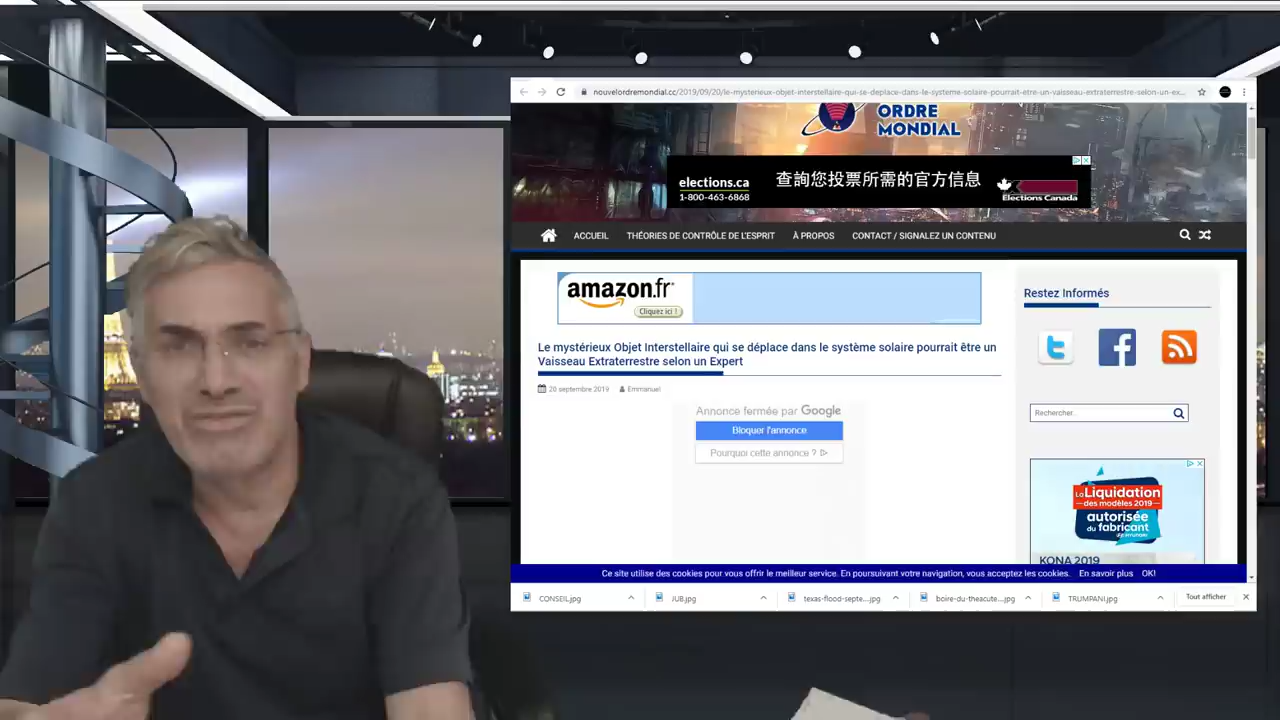 nouvelordremondial.cc/2019/09/20/le-mysterieux-objet-interstellaire-qui-se-deplace-dans-le-systeme-solaire-pourrait-etre-un-vaisseau-extraterrestre-selon-un-ex...
ORDRE
MONDIAL
elections.ca
1-800-463-6868
查詢您投票所需的官方信息
Elections Canada
ACCUEIL THÉORIES DE CONTRÔLE DE L'ESPRIT À PROPOS CONTACT / SIGNALEZ UN CONTENU
amazon.fr
Cliquez ici !
Le mystérieux Objet Interstellaire qui se déplace dans le système solaire pourrait être un
Vaisseau Extraterrestre selon un Expert
20 septembre 2019 Emmanuel
Annonce fermée par Google
Bloquer l'annonce
Pourquoi cette annonce ?
Restez Informés
Rechercher…
La Liquidation
des modèles 2019
autorisée
du fabricant
KONA 2019
Ce site utilise des cookies pour vous offrir le meilleur service. En poursuivant votre navigation, vous acceptez les cookies. En savoir plus OK!
CONSEIL.jpg JUB.jpg texas-flood-septe....jpg boire-du-theacute....jpg TRUMPANI.jpg Tout afficher